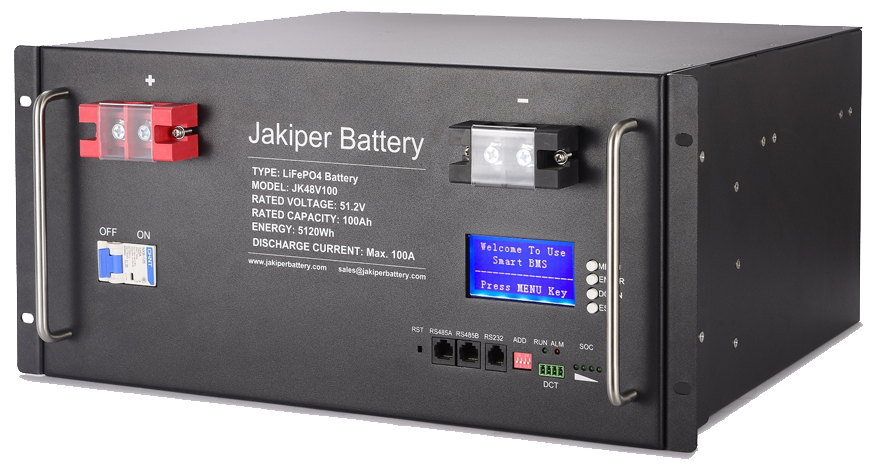 +
-
Jakiper Battery
TYPE: LiFePO4 Battery
MODEL: JK48V100
RATED VOLTAGE: 51.2V
RATED CAPACITY: 100Ah
ENERGY: 5120Wh
DISCHARGE CURRENT: Max. 100A
www.jakiperbattery.com sales@jakiperbattery.com
OFF ON
CHNT
Welcome To Use
Smart BMS
Press MENU Key
RST RS485A RS485B RS232 ADD RUN ALM SOC
DCT